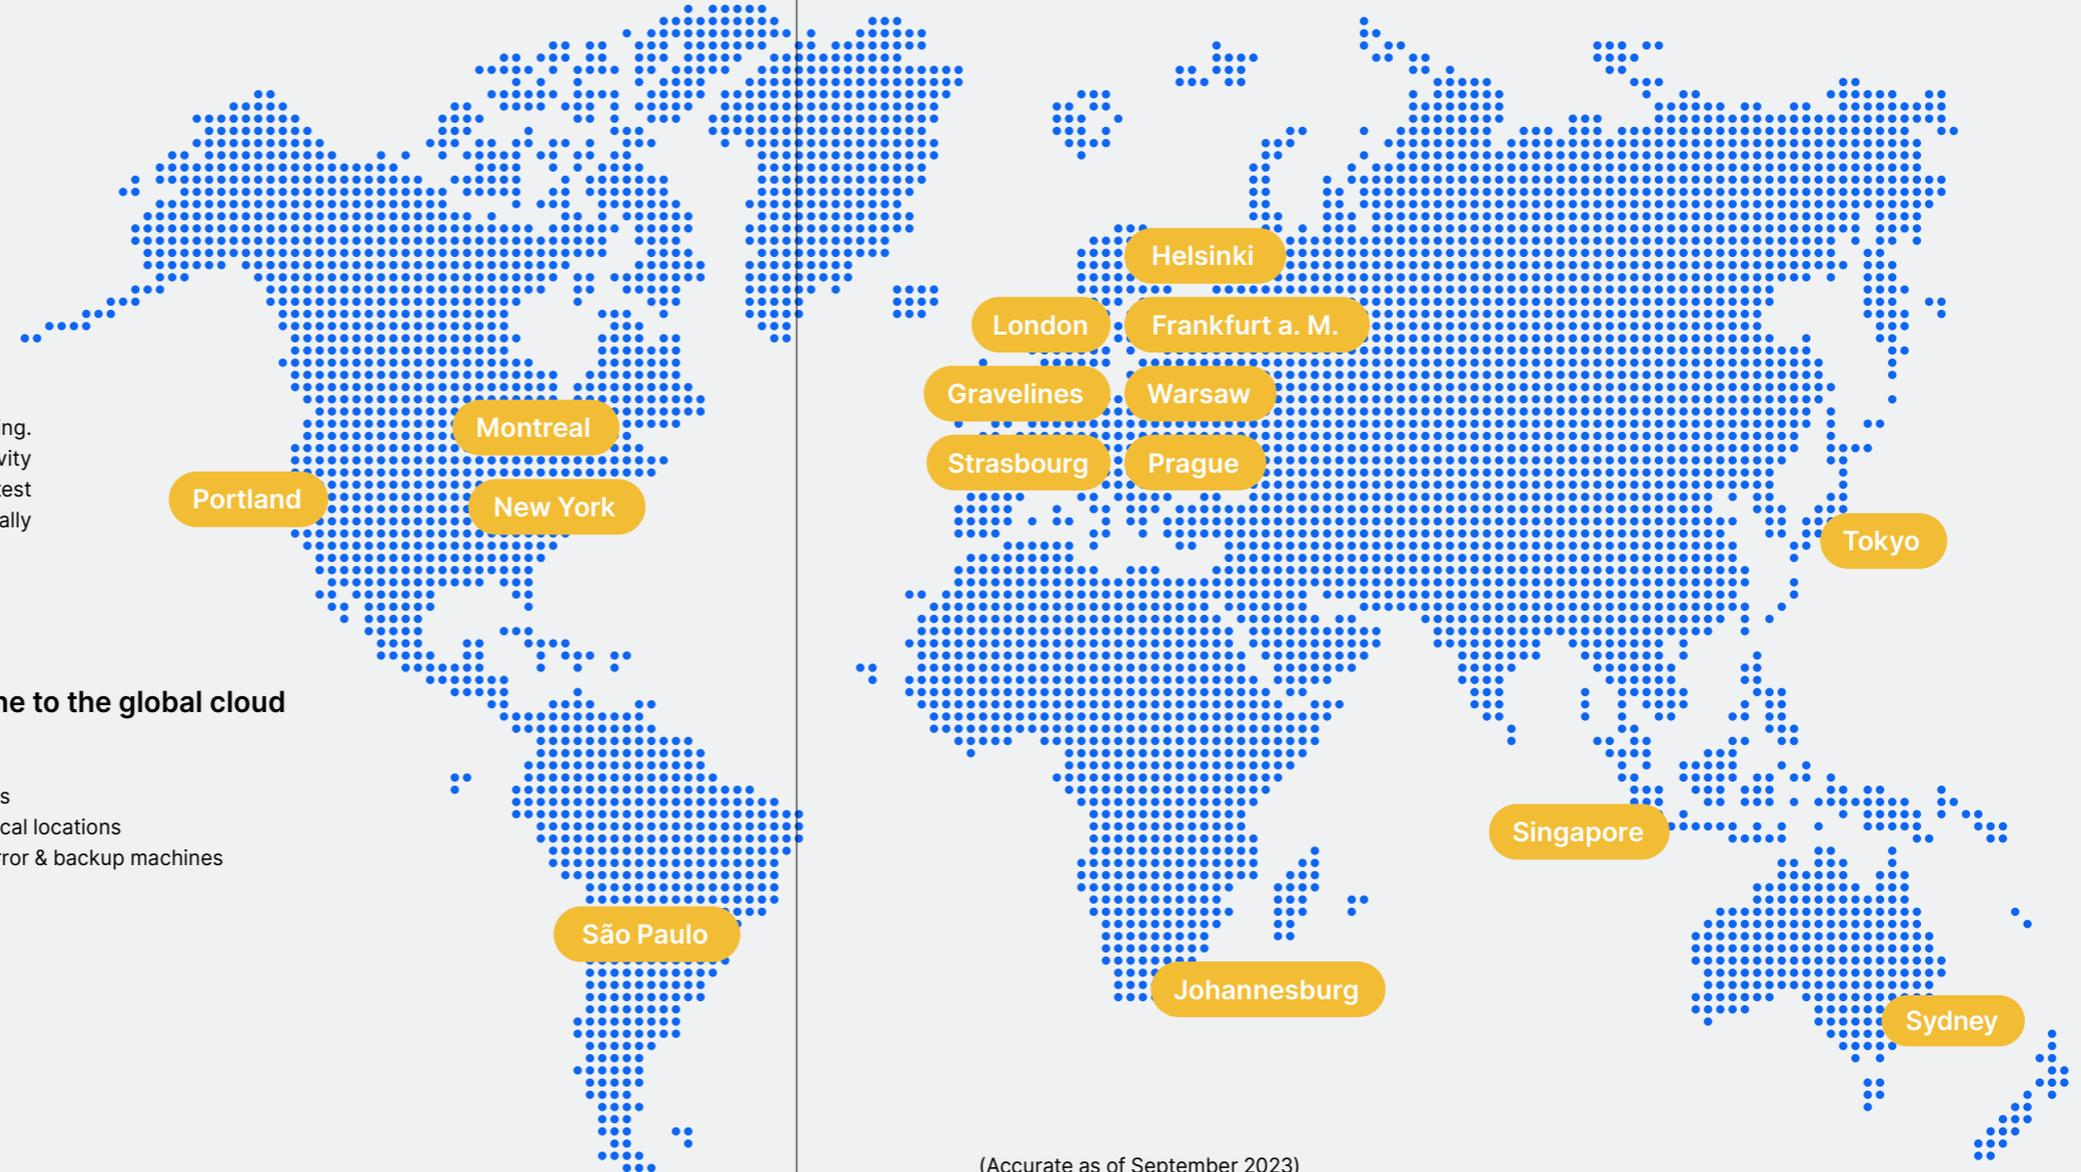 ing.
vity
test
ally
ne to the global cloud
s
cal locations
rror & backup machines
Portland
Montreal
New York
São Paulo
Helsinki
London
Frankfurt a. M.
Gravelines
Warsaw
Strasbourg
Prague
Tokyo
Singapore
Johannesburg
Sydney
(Accurate as of September 2023)